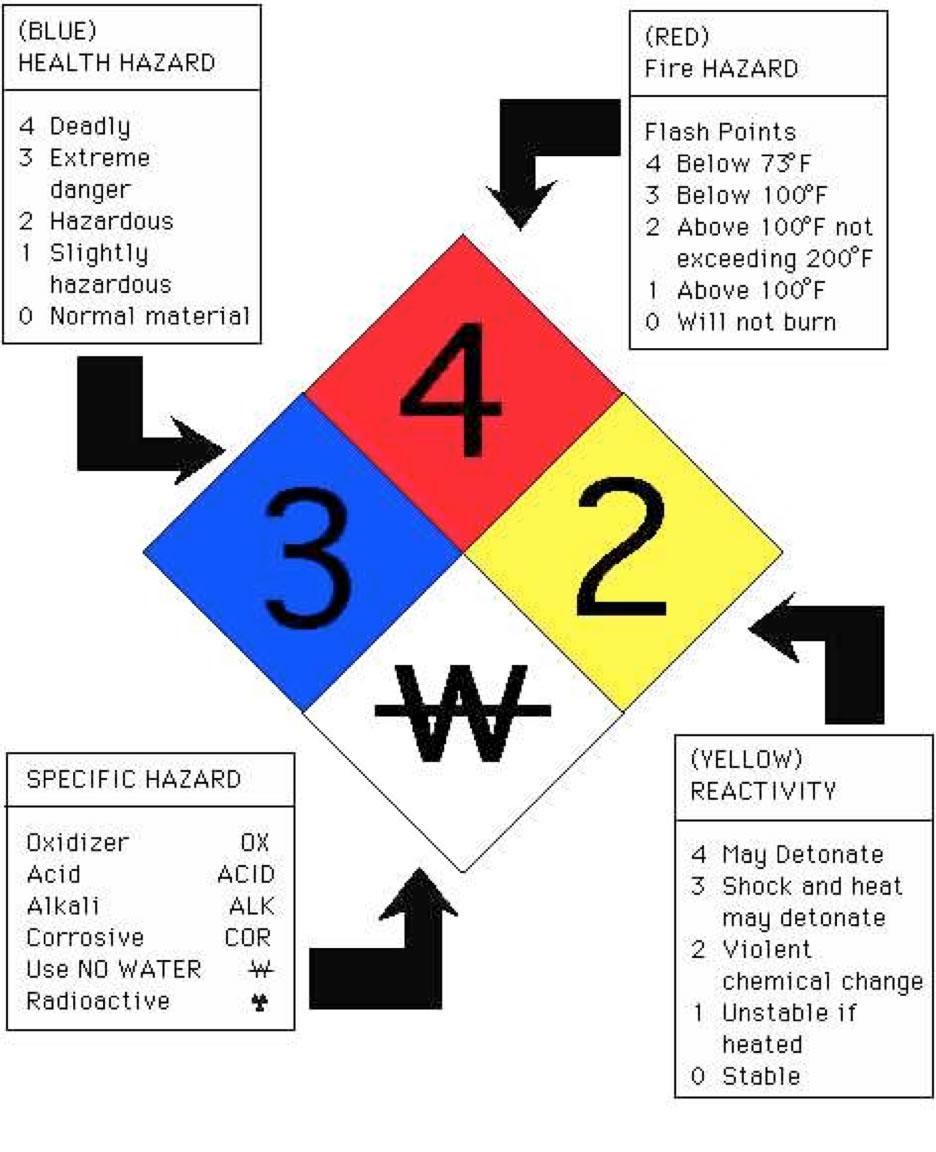 (BLUE)
HEALTH HAZARD
4 Deadly
3 Extreme
danger
2 Hazardous
1 Slightly
hazardous
0 Normal material
(RED)
Fire HAZARD
Flash Points
4 Below 73°F
3 Below 100°F
2 Above 100°F not
exceeding 200°F
1 Above 100°F
0 Will not burn
4
3
2
W
SPECIFIC HAZARD
Oxidizer OX
Acid ACID
Alkali ALK
Corrosive COR
Use NO WATER W
Radioactive
(YELLOW)
REACTIVITY
4 May Detonate
3 Shock and heat
may detonate
2 Violent
chemical change
1 Unstable if
heated
0 Stable